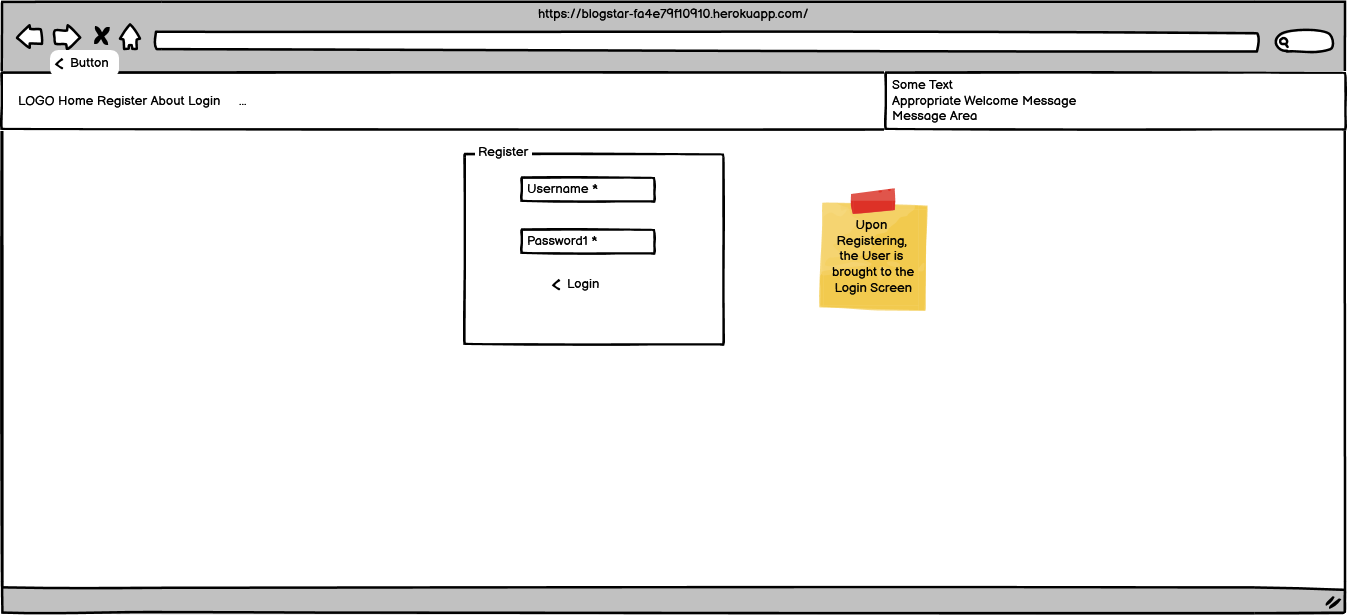 https://blogstar-fa4e79f10910.herokuapp.com/
Button
LOGO Home Register About Login ...
Some Text
Appropriate Welcome Message
Message Area
Register
Username *
Password1 *
Login
Upon
Registering,
the User is
brought to the
Login Screen